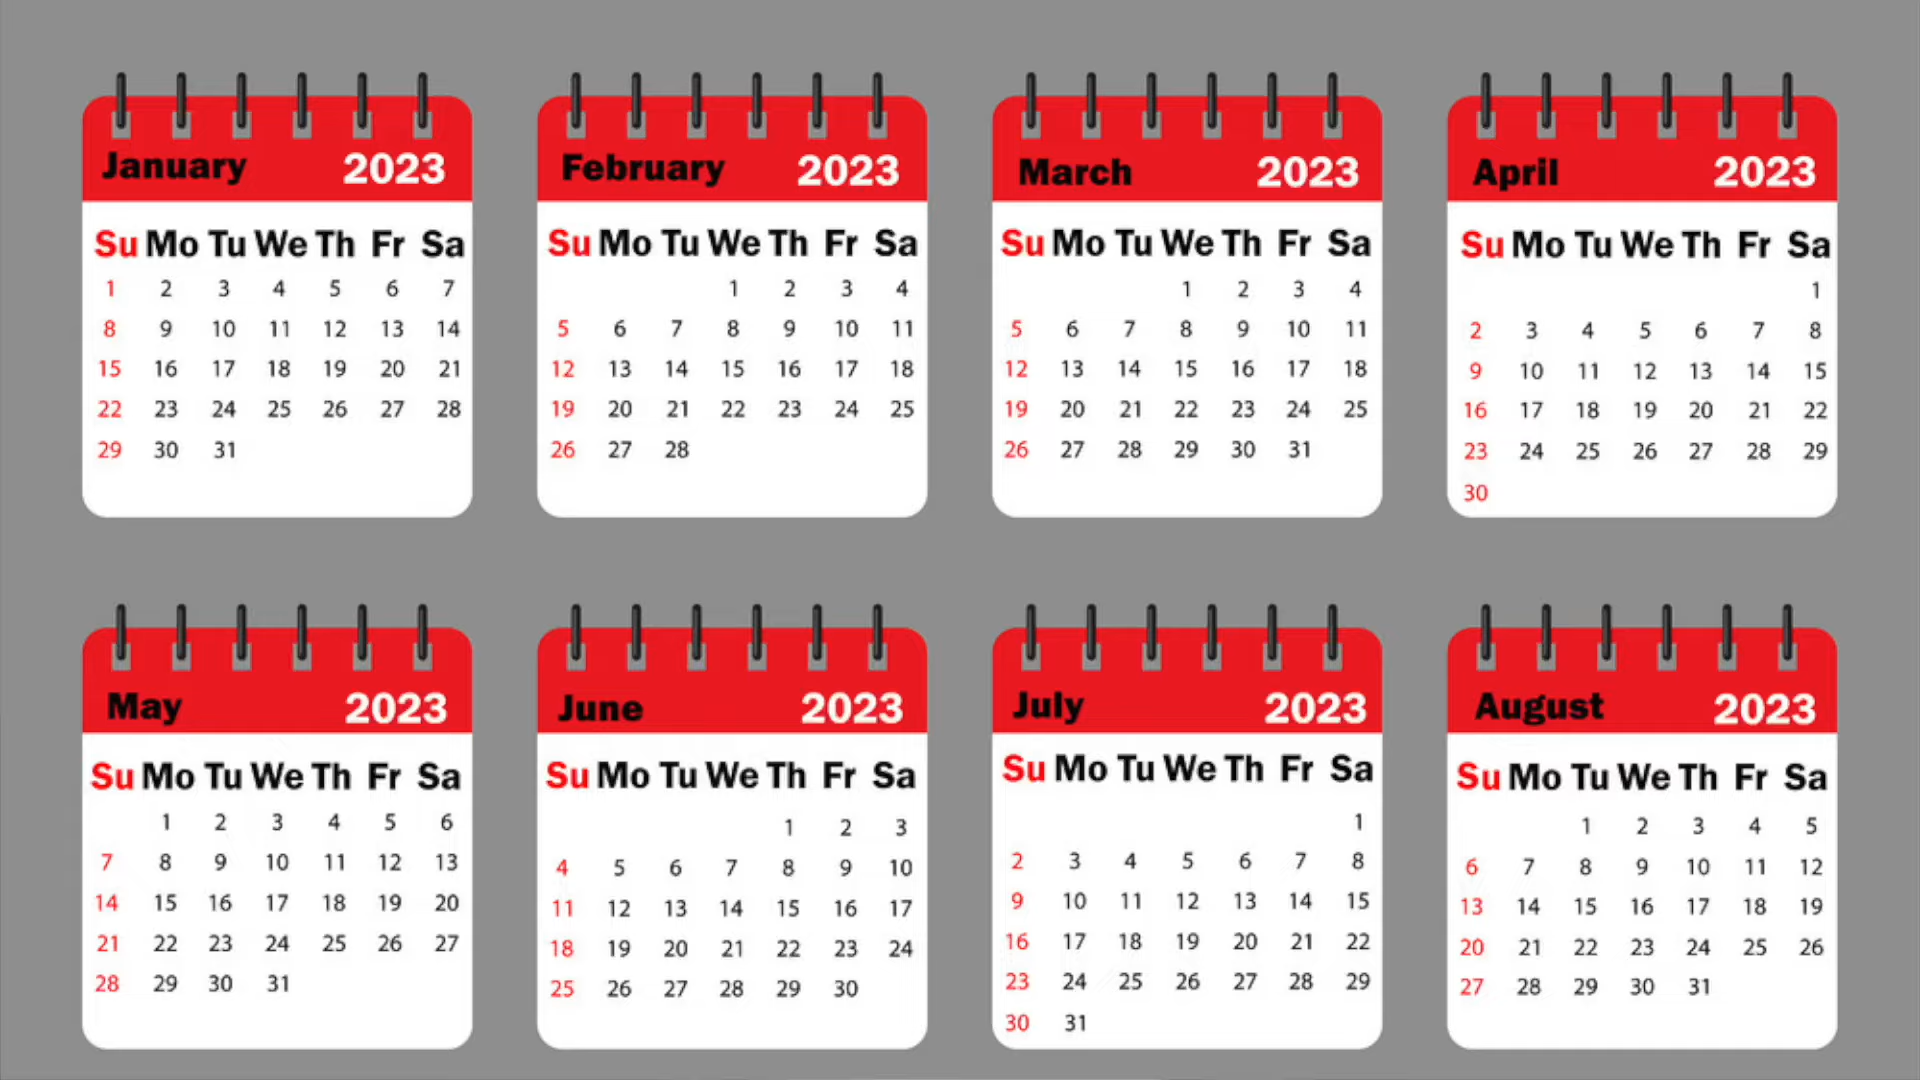 January 2023
Su Mo Tu We Th Fr Sa
1 2 3 4 5 6 7
8 9 10 11 12 13 14
15 16 17 18 19 20 21
22 23 24 25 26 27 28
29 30 31
February 2023
Su Mo Tu We Th Fr Sa
1 2 3 4
5 6 7 8 9 10 11
12 13 14 15 16 17 18
19 20 21 22 23 24 25
26 27 28
March 2023
Su Mo Tu We Th Fr Sa
1 2 3 4
5 6 7 8 9 10 11
12 13 14 15 16 17 18
19 20 21 22 23 24 25
26 27 28 29 30 31
April 2023
Su Mo Tu We Th Fr Sa
1
2 3 4 5 6 7 8
9 10 11 12 13 14 15
16 17 18 19 20 21 22
23 24 25 26 27 28 29
30
May 2023
Su Mo Tu We Th Fr Sa
1 2 3 4 5 6
7 8 9 10 11 12 13
14 15 16 17 18 19 20
21 22 23 24 25 26 27
28 29 30 31
June 2023
Su Mo Tu We Th Fr Sa
1 2 3
4 5 6 7 8 9 10
11 12 13 14 15 16 17
18 19 20 21 22 23 24
25 26 27 28 29 30
July 2023
Su Mo Tu We Th Fr Sa
1
2 3 4 5 6 7 8
9 10 11 12 13 14 15
16 17 18 19 20 21 22
23 24 25 26 27 28 29
30 31
August 2023
Su Mo Tu We Th Fr Sa
1 2 3 4 5
6 7 8 9 10 11 12
13 14 15 16 17 18 19
20 21 22 23 24 25 26
27 28 29 30 31